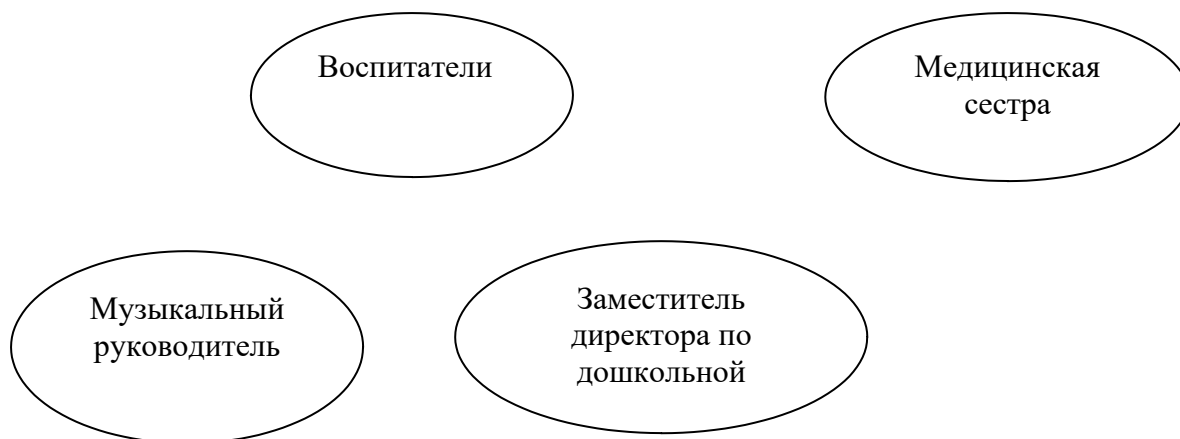 Воспитатели
Медицинская
сестра
Музыкальный
руководитель
Заместитель
директора по
дошкольной